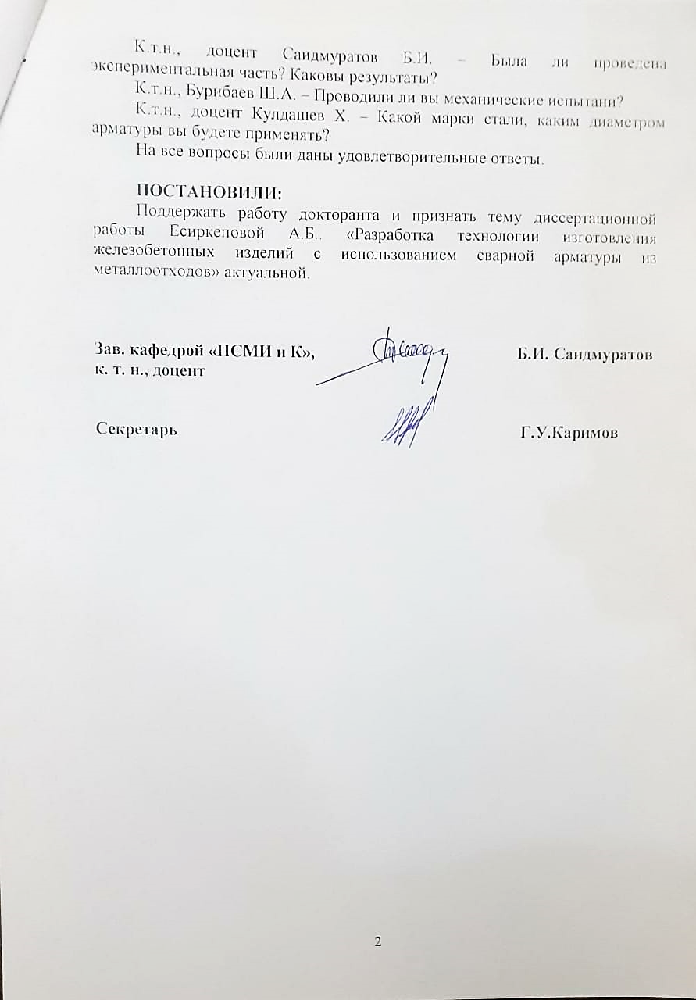 К.т.н., доцент Саидмуратов Б.И. – Была ли проведена
экспериментальная часть? Каковы результаты?
К.т.н., Бурибаев Ш.А. – Проводили ли вы механические испытани?
К.т.н., доцент Кулдашев Х. – Какой марки стали, каким диаметром
арматуры вы будете применять?
На все вопросы были даны удовлетворительные ответы.
ПОСТАНОВИЛИ:
Поддержать работу докторанта и признать тему диссертационной
работы Есиркеповой А.Б.. «Разработка технологии изготовления
железобетонных изделий с использованием сварной арматуры из
металлоотходов» актуальной.
Зав. кафедрой «ПСМИ и К»,
к. т. н., доцент
Б.И. Саидмуратов
Секретарь
Г.У.Каримов
2